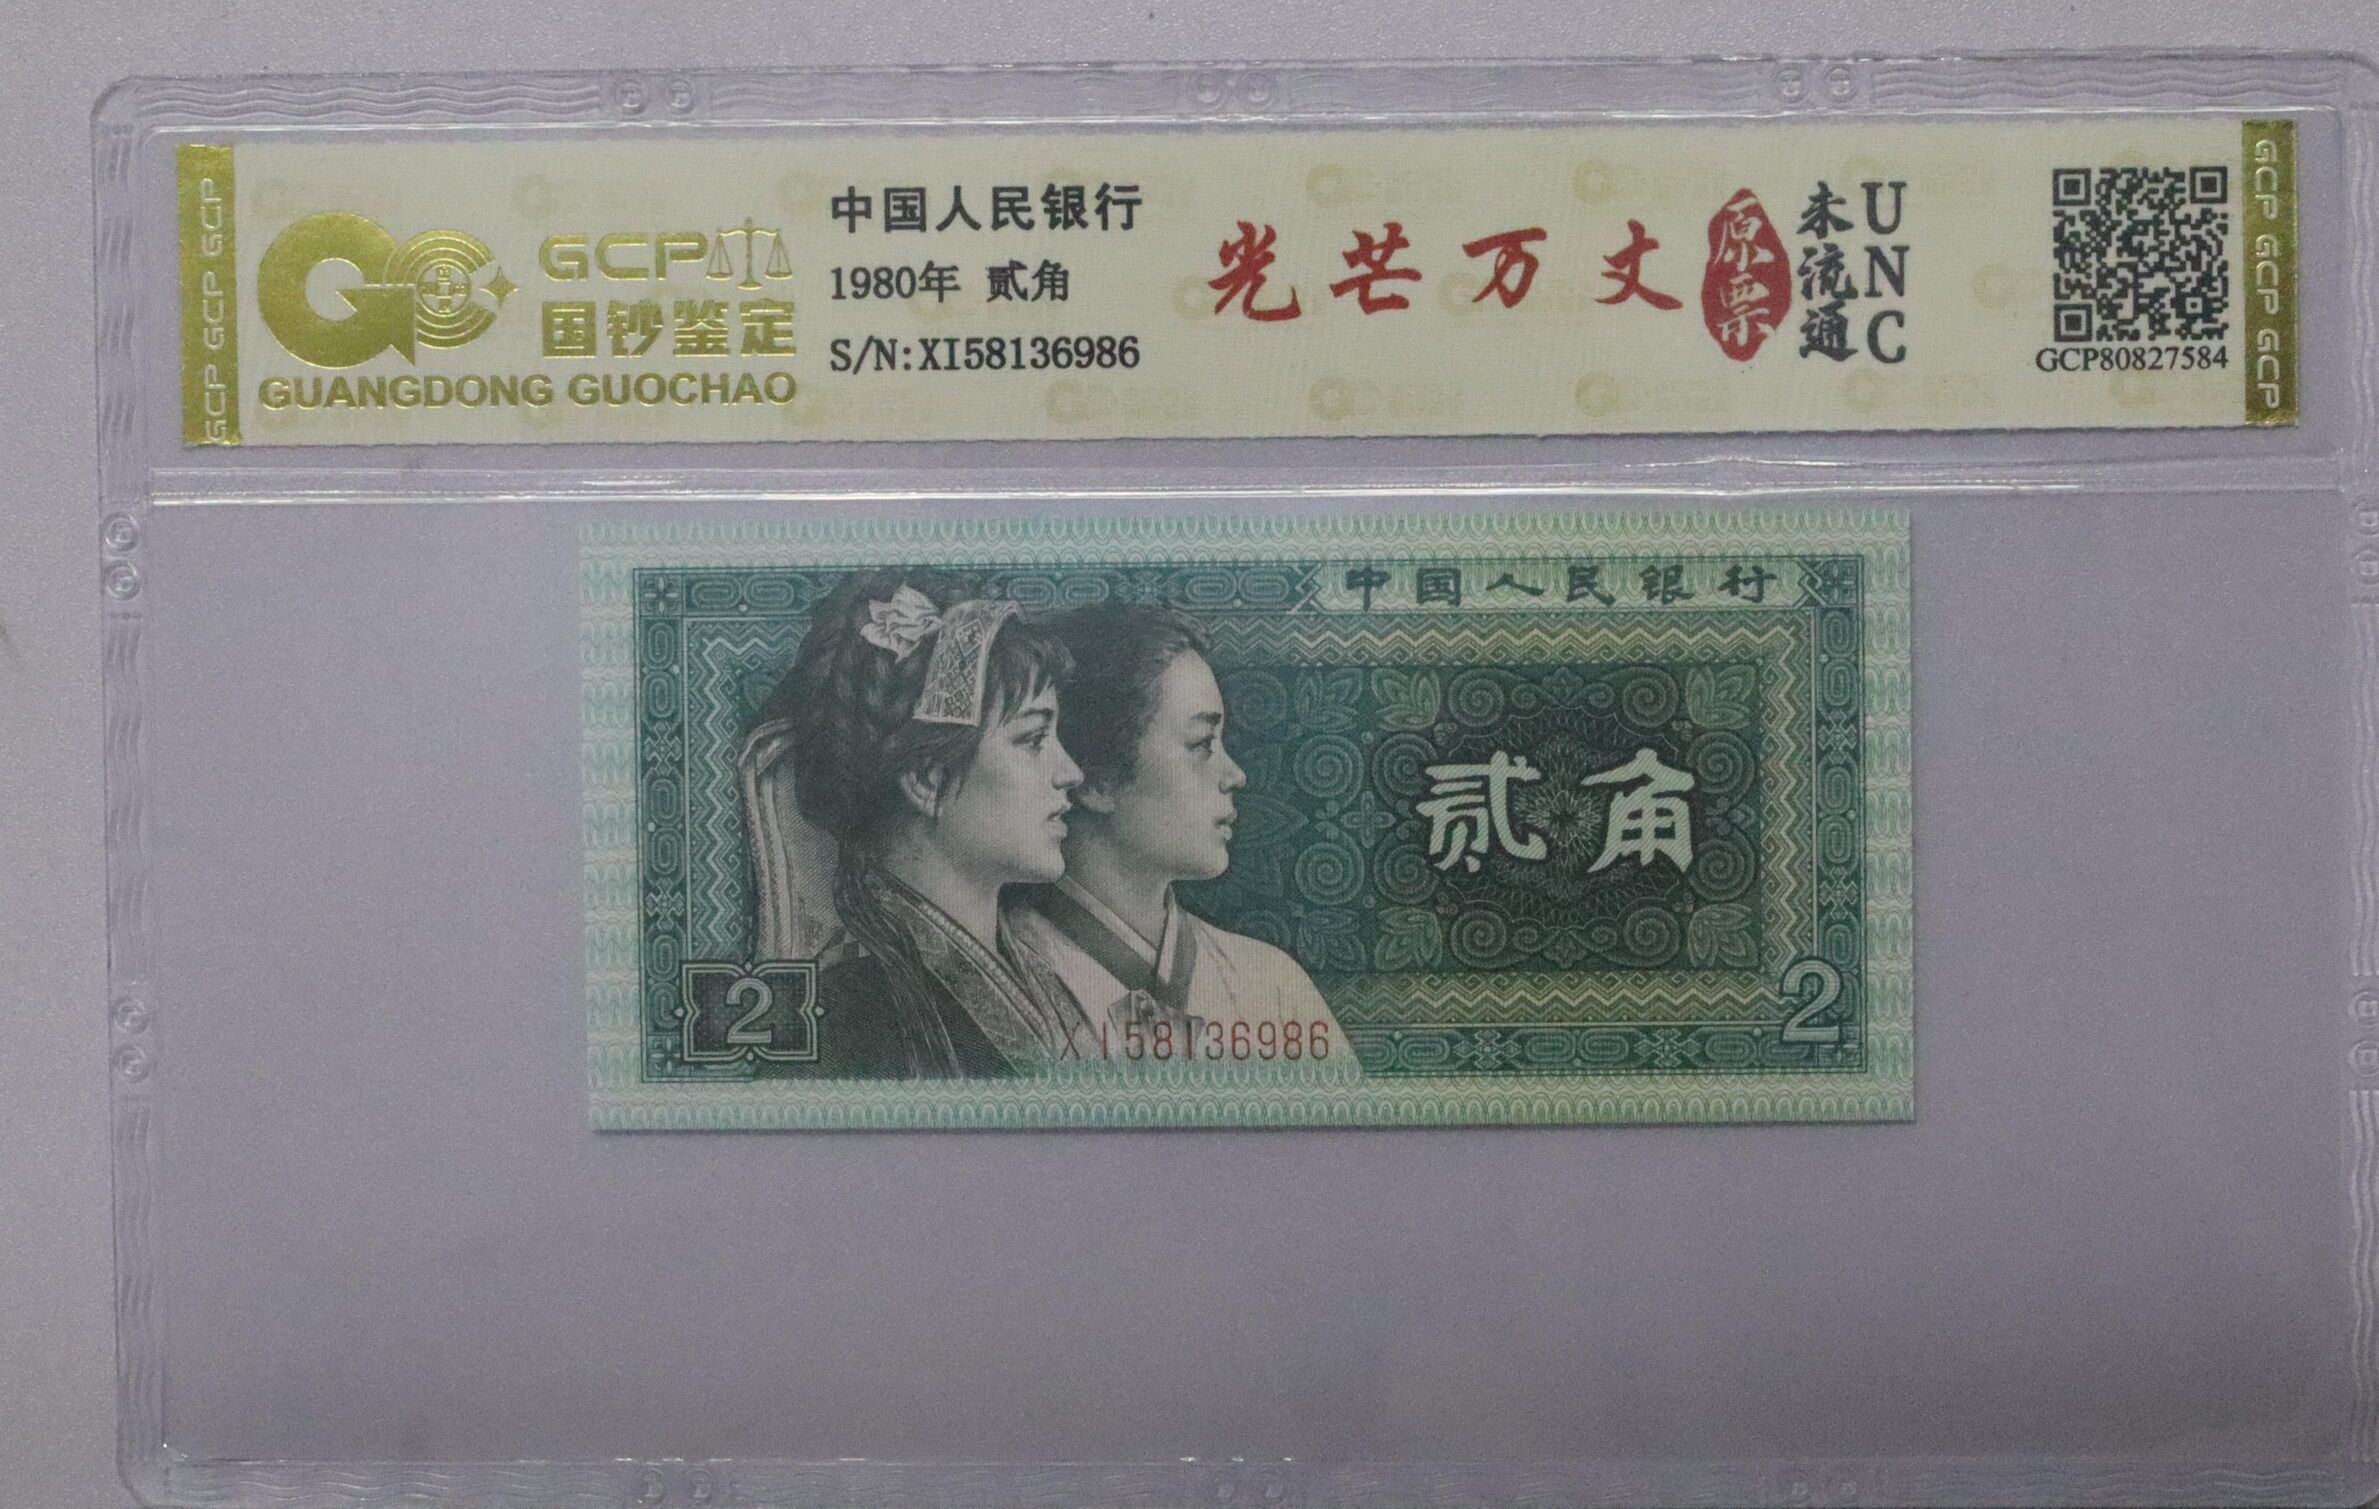 GCP GCP GCP
GCP
国钞鉴定
GUANGDONG GUOCHAO
中国人民银行
1980年 贰角
S/N:XI58136986
光芒万丈
原票
未流通
UNC
GCP80827584
GCP GCP GCP
中国人民银行
贰角
2
XI58136986
2